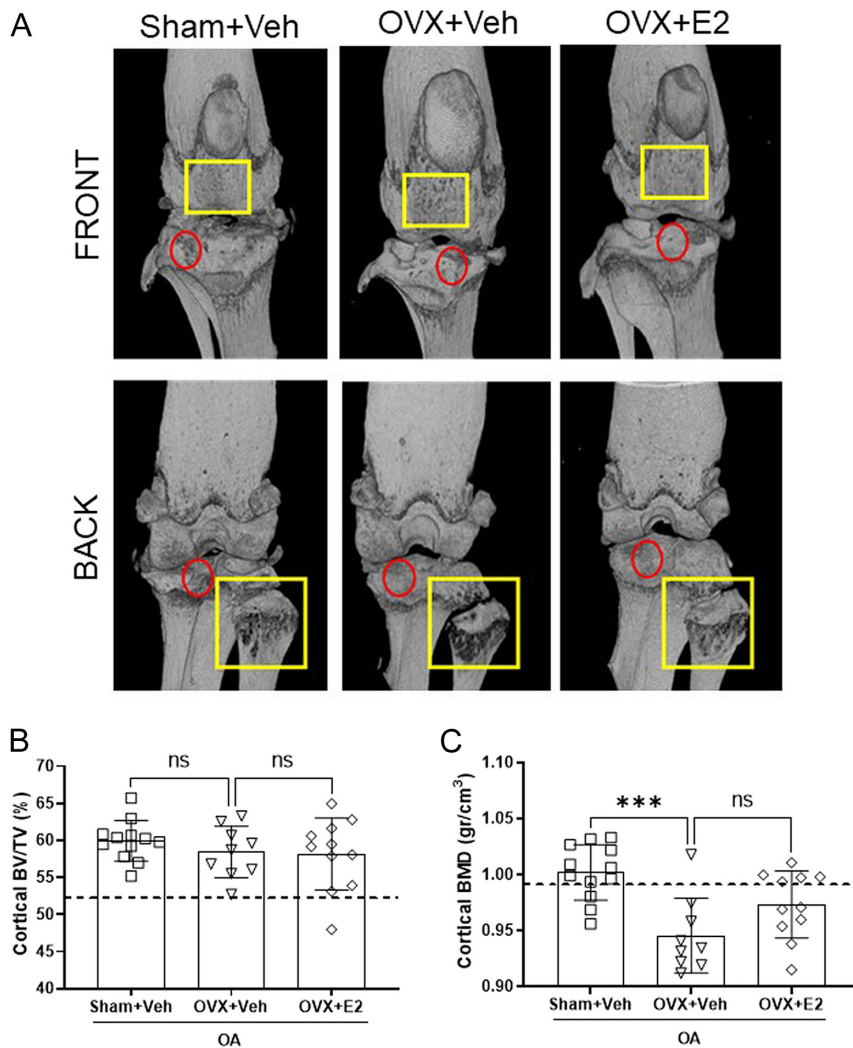 A
Sham+Veh OVX+Veh OVX+E2
FRONT
BACK
B
Cortical BV/TV (%)
70
65
60
55
50
45
40
ns ns
Sham+Veh OVX+Veh OVX+E2
OA
C
Cortical BMD (gr/cm³)
1.10
1.05
1.00
0.95
0.90
*** ns
Sham+Veh OVX+Veh OVX+E2
OA